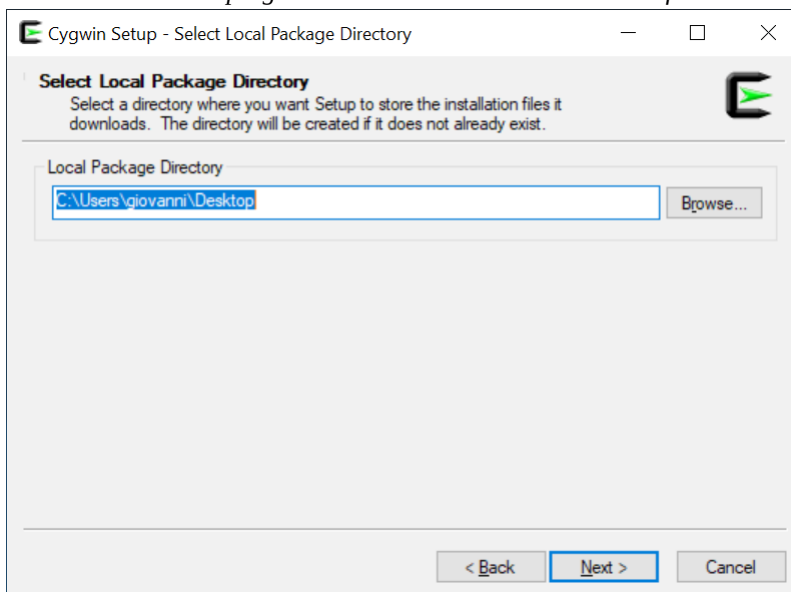 Cygwin Setup - Select Local Package Directory
Select Local Package Directory
Select a directory where you want Setup to store the installation files it
downloads. The directory will be created if it does not already exist.
Local Package Directory
C:\Users\giovanni\Desktop
Browse...
< Back
Next >
Cancel